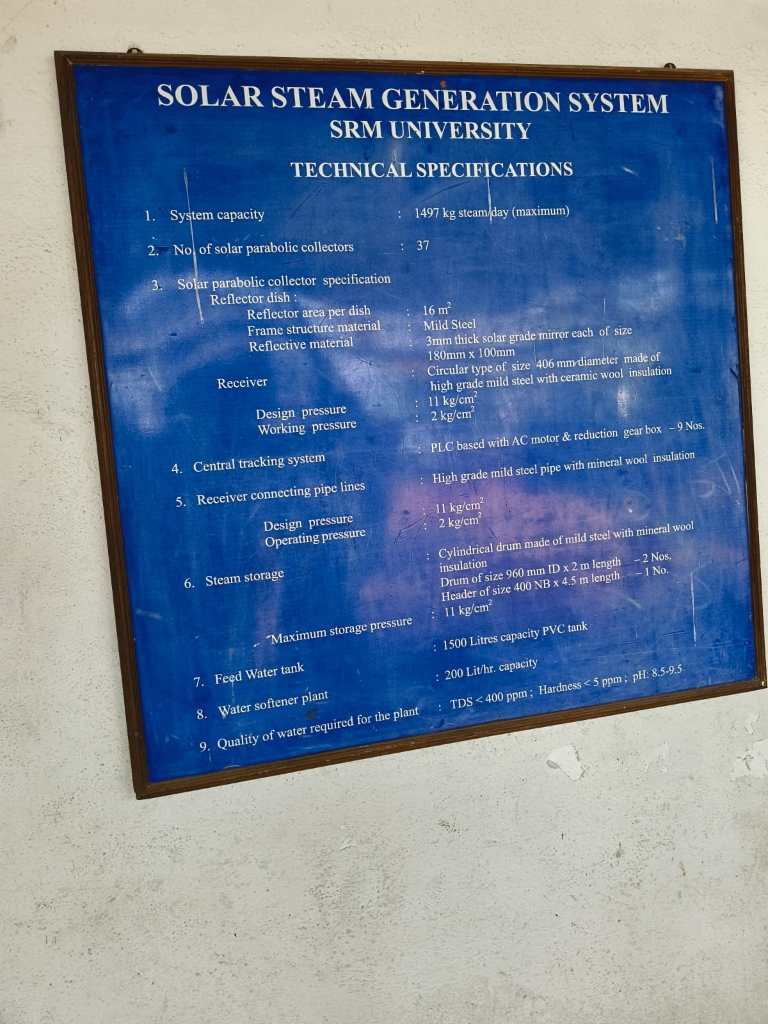 SOLAR STEAM GENERATION SYSTEM
SRM UNIVERSITY
TECHNICAL SPECIFICATIONS
1. System capacity : 1497 kg steam/day (maximum)
2. No. of solar parabolic collectors : 37
3. Solar parabolic collector specification
Reflector dish :
Reflector area per dish : 16 m²
Frame structure material : Mild Steel
Reflective material : 3mm thick solar grade mirror each of size
180mm x 100mm
Receiver : Circular type of size 406 mm diameter made of
high grade mild steel with ceramic wool insulation
Design pressure : 11 kg/cm²
Working pressure : 2 kg/cm²
4. Central tracking system : PLC based with AC motor & reduction gear box – 9 Nos.
5. Receiver connecting pipe lines : High grade mild steel pipe with mineral wool insulation
Design pressure : 11 kg/cm²
Operating pressure : 2 kg/cm²
6. Steam storage : Cylindrical drum made of mild steel with mineral wool
insulation
Drum of size 960 mm ID x 2 m length – 2 Nos.
Header of size 400 NB x 4.5 m length – 1 No.
Maximum storage pressure : 11 kg/cm²
7. Feed Water tank : 1500 Litres capacity PVC tank
8. Water softener plant : 200 Lit/hr. capacity
9. Quality of water required for the plant : TDS < 400 ppm ; Hardness < 5 ppm ; pH: 8.5-9.5